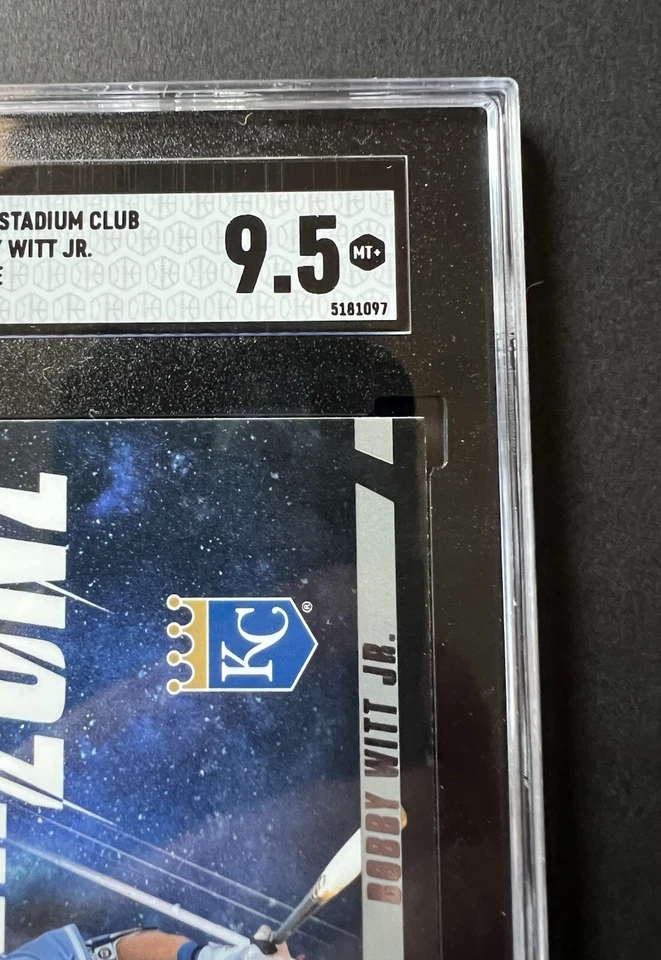 STADIUM CLUB
WITT JR.
9.5
MT+
5181097
KC
®
BOBBY WITT JR.